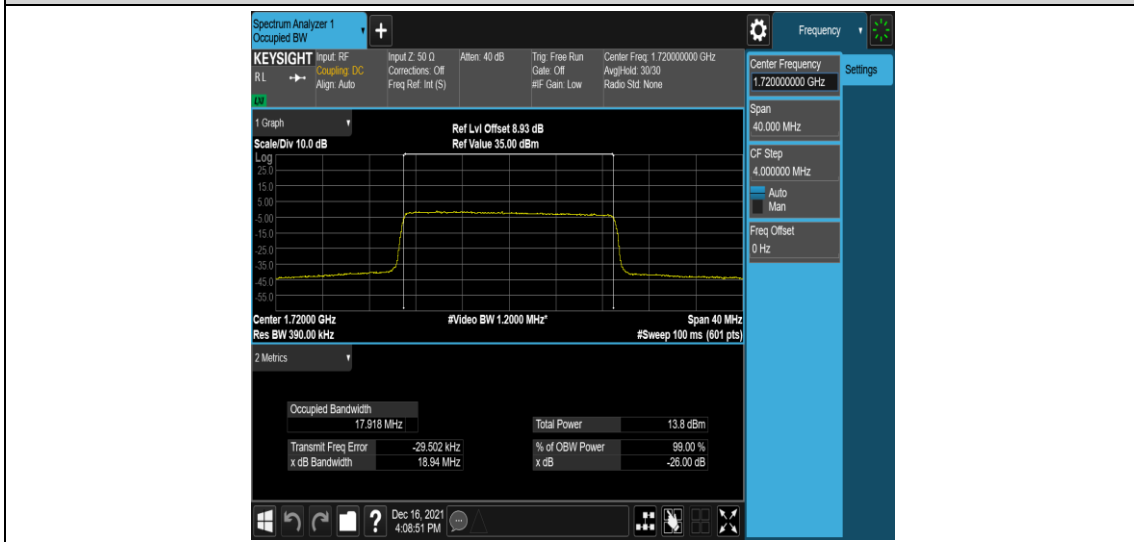 Spectrum Analyzer 1
Occupied BW
+
Frequency
KEYSIGHT
RL
LXI
Input: RF
Coupling: DC
Align: Auto
Input Z: 50 Ω
Corrections: Off
Freq Ref: Int (S)
Atten: 40 dB
Trig: Free Run
Gate: Off
#IF Gain: Low
Center Freq: 1.720000000 GHz
Avg|Hold: 30/30
Radio Std: None
Center Frequency
1.720000000 GHz
Settings
Span
40.000 MHz
CF Step
4.000000 MHz
Auto
Man
Freq Offset
0 Hz
1 Graph
Scale/Div 10.0 dB
Ref Lvl Offset 8.93 dB
Ref Value 35.00 dBm
Log
25.0
15.0
5.00
-5.00
-15.0
-25.0
-35.0
-45.0
-55.0
Center 1.72000 GHz
#Video BW 1.2000 MHz*
Span 40 MHz
Res BW 390.00 kHz
#Sweep 100 ms (601 pts)
2 Metrics
Occupied Bandwidth
17.918 MHz
Total Power 13.8 dBm
Transmit Freq Error -29.502 kHz
% of OBW Power 99.00 %
x dB Bandwidth 18.94 MHz
x dB -26.00 dB
?
Dec 16, 2021
4:08:51 PM